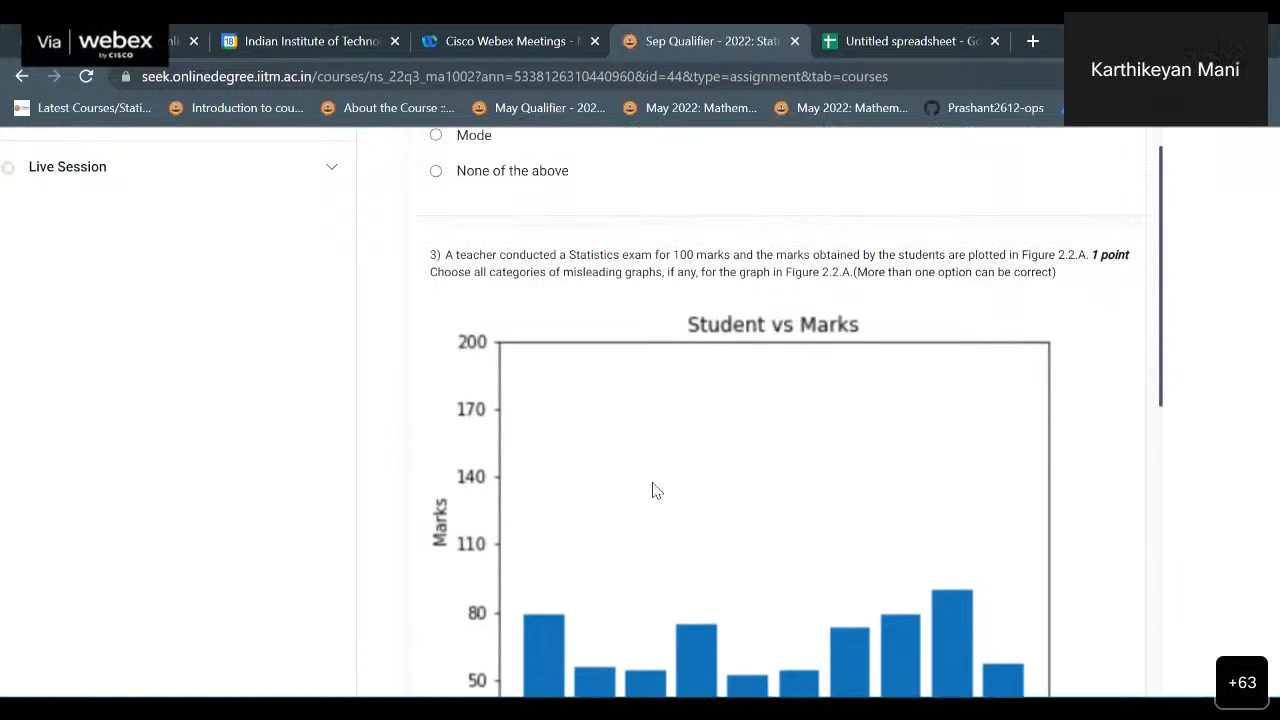 Via webex
by CISCO
Indian Institute of Techno
Cisco Webex Mee
Sep Qualifier - 2022: Stati
Untitled spreadsheet - Go
Karthikeyan Mani
seek.onlinedegree.iitm.ac.in/courses/ns_22q3_ma1002?ann=5338126310440960&id=44&type=assignment&tab=courses
Latest Courses/Stati...
Introduction to cou...
About the Course ::...
May Qualifier - 202...
May 2022: Mathem...
May 2022: Mathem...
Prashant2612-ops
Mode
Live Session
None of the above
3) A teacher conducted a Statistics exam for 100 marks and the marks obtained by the students are plotted in Figure 2.2.A. 1 point
Choose all categories of misleading graphs, if any, for the graph in Figure 2.2.A.(More than one option can be correct)
Student vs Marks
200
170
140
Marks
110
80
50
+63